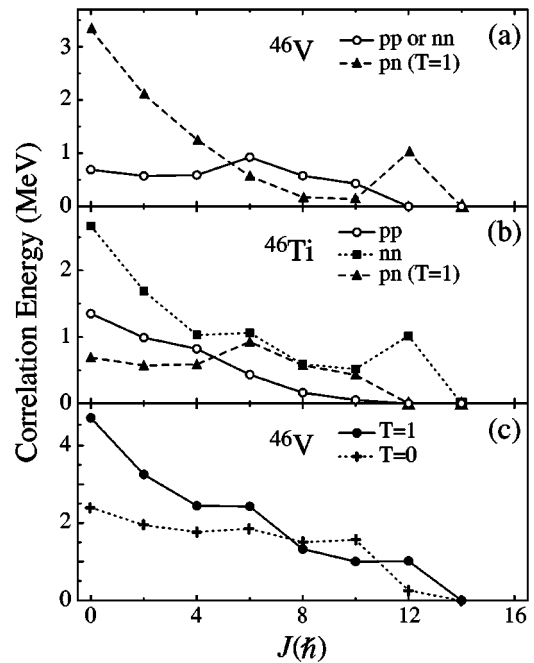 ⁴⁶V
(a)
pp or nn
pn (T=1)
3
2
1
0
⁴⁶Ti
(b)
pp
nn
pn (T=1)
2
1
0
⁴⁶V
(c)
T=1
T=0
4
2
0
Correlation Energy (MeV)
0 4 8 12 16
J(ℏ)